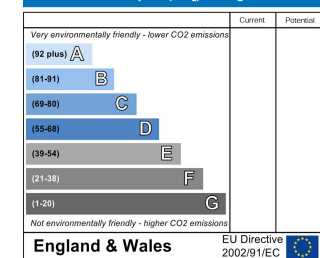 Current Potential
Very environmentally friendly - lower CO2 emissions
(92 plus) A
(81-91) B
(69-80) C
(55-68) D
(39-54) E
(21-38) F
(1-20) G
Not environmentally friendly - higher CO2 emissions
England & Wales
EU Directive
2002/91/EC